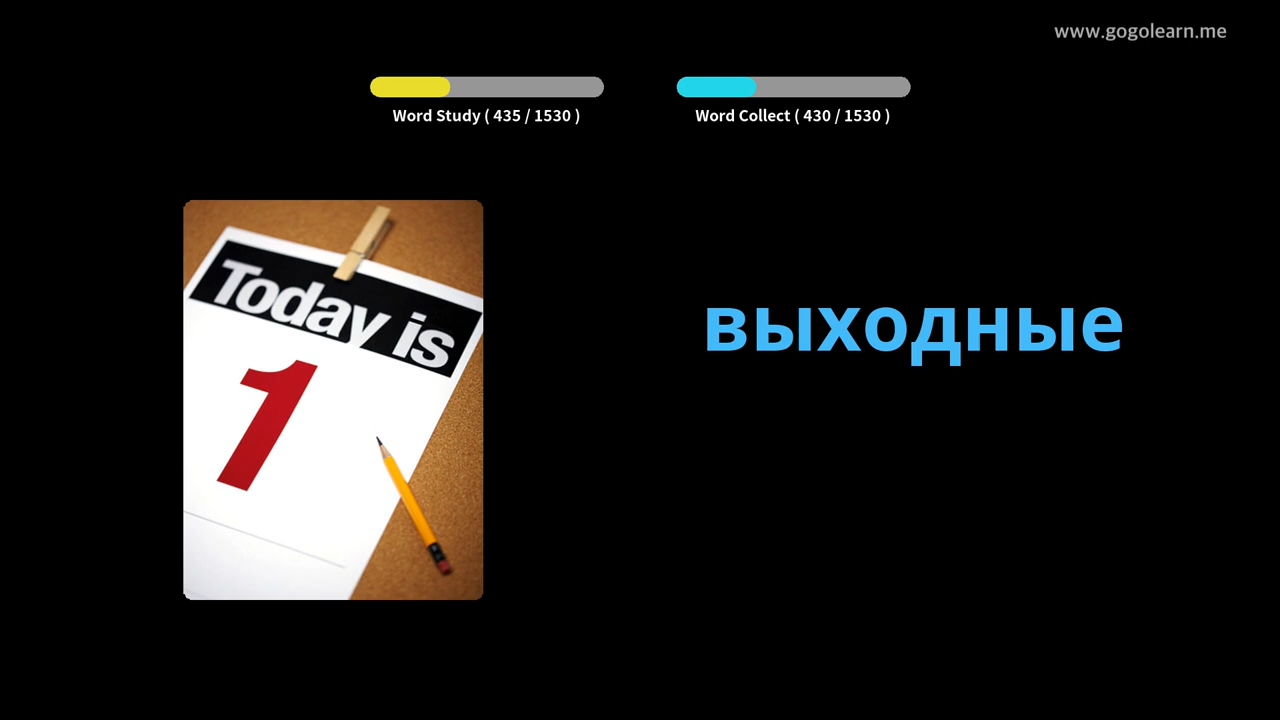 www.gogolearn.me
Word Study ( 435 / 1530 )
Word Collect ( 430 / 1530 )
Today is
1
выходные